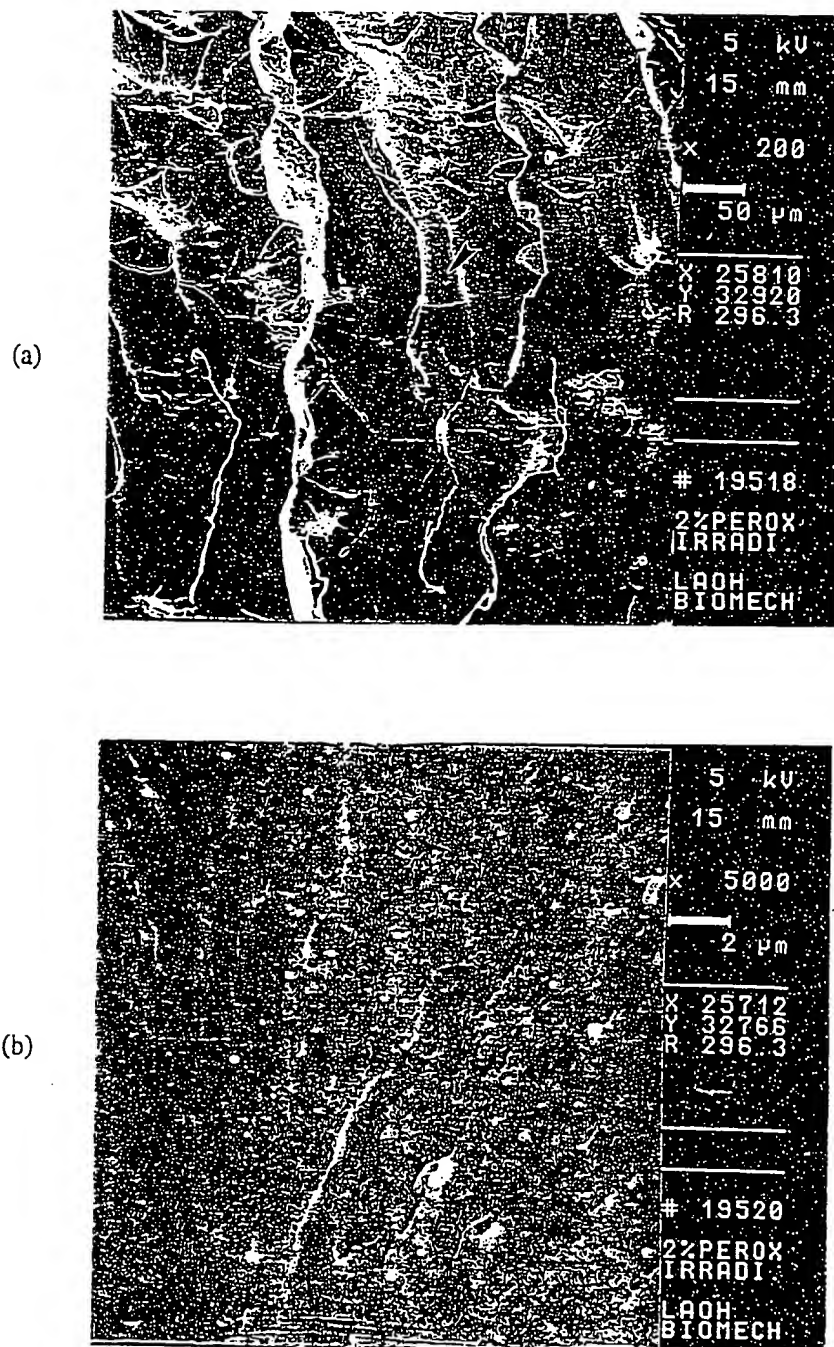 (a)
5 kV
15 mm
× 200
50 µm
X 25810
Y 32920
R 296.3
# 19518
2%PEROX
IRRADI.
LAOH
BIOMECH
(b)
5 kV
15 mm
× 5000
2 µm
X 25712
Y 32766
R 296.3
# 19520
2%PEROX
IRRADI.
LAOH
BIOMECH